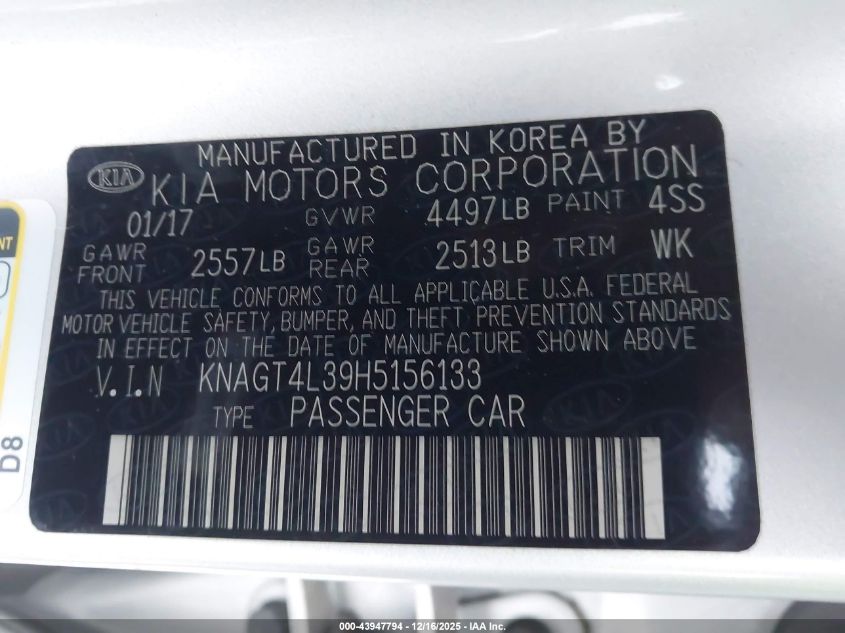 MANUFACTURED IN KOREA BY
KIA KIA MOTORS CORPORATION
01/17 GVWR 4497LB PAINT 4SS
GAWR FRONT 2557LB GAWR REAR 2513LB TRIM WK
THIS VEHICLE CONFORMS TO ALL APPLICABLE U.S.A. FEDERAL
MOTOR VEHICLE SAFETY, BUMPER, AND THEFT PREVENTION STANDARDS
IN EFFECT ON THE DATE OF MANUFACTURE SHOWN ABOVE
V.I.N KNAGT4L39H5156133
TYPE PASSENGER CAR
D8
000-43947794 - 12/16/2025 - IAA Inc.